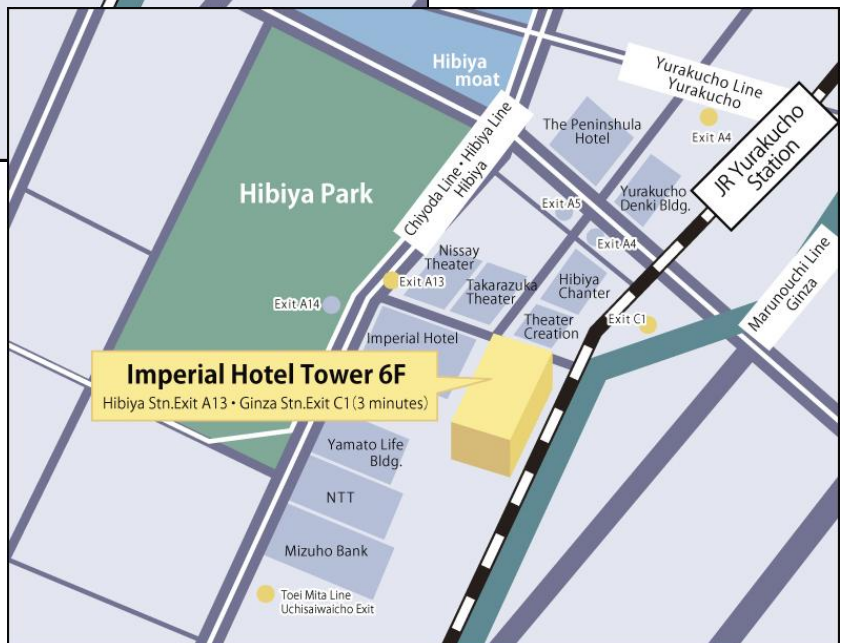 Hibiya
moat
Yurakucho Line
Yurakucho
The Peninshula
Hotel
Exit A4
JR Yurakucho
Station
Chiyoda Line・Hibiya Line
Hibiya
Hibiya Park
Yurakucho
Denki Bldg.
Exit A5
Exit A4
Nissay
Theater
Exit A13
Takarazuka
Theater
Hibiya
Chanter
Marunouchi Line
Ginza
Exit A14
Imperial Hotel
Theater
Creation
Exit C1
Imperial Hotel Tower 6F
Hibiya Stn.Exit A13・Ginza Stn.Exit C1(3 minutes)
Yamato Life
Bldg.
NTT
Mizuho Bank
Toei Mita Line
Uchisaiwaicho Exit